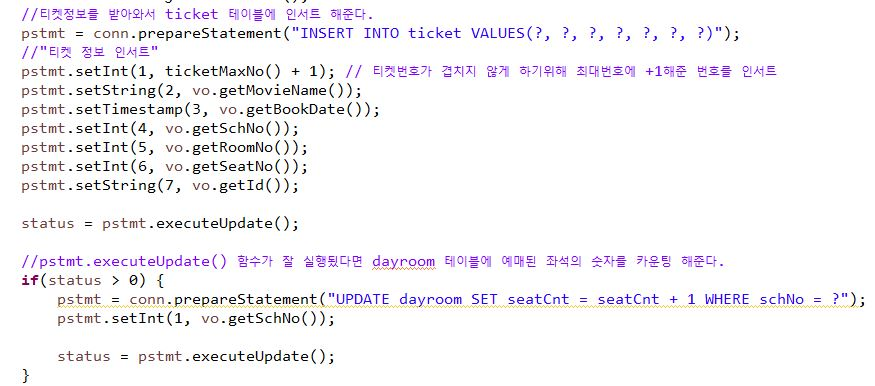 //티켓정보를 받아와서 ticket 테이블에 인서트 해준다.
pstmt = conn.prepareStatement("INSERT INTO ticket VALUES(?, ?, ?, ?, ?, ?, ?)");
//"티켓 정보 인서트"
pstmt.setInt(1, ticketMaxNo() + 1); // 티켓번호가 겹치지 않게 하기위해 최대번호에 +1해준 번호를 인서트
pstmt.setString(2, vo.getMovieName());
pstmt.setTimestamp(3, vo.getBookDate());
pstmt.setInt(4, vo.getSchNo());
pstmt.setInt(5, vo.getRoomNo());
pstmt.setInt(6, vo.getSeatNo());
pstmt.setString(7, vo.getId());
status = pstmt.executeUpdate();
//pstmt.executeUpdate() 함수가 잘 실행됬다면 dayroom 테이블에 예매된 좌석의 숫자를 카운팅 해준다.
if(status > 0) {
pstmt = conn.prepareStatement("UPDATE dayroom SET seatCnt = seatCnt + 1 WHERE schNo = ?");
pstmt.setInt(1, vo.getSchNo());
status = pstmt.executeUpdate();
}